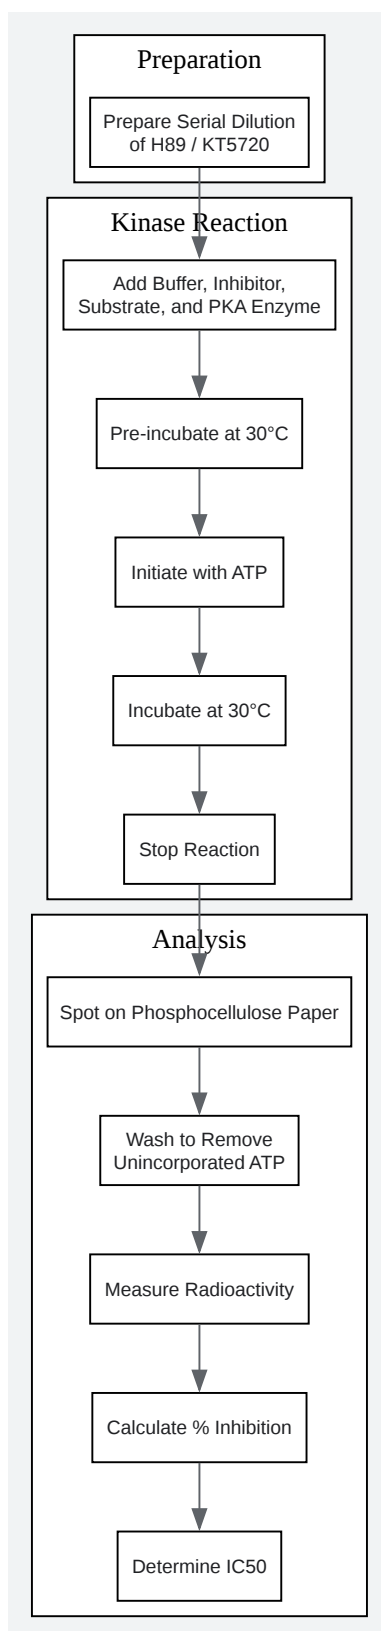 Preparation
Prepare Serial Dilution
of H89 / KT5720
Kinase Reaction
Add Buffer, Inhibitor,
Substrate, and PKA Enzyme
Pre-incubate at 30°C
Initiate with ATP
Incubate at 30°C
Stop Reaction
Analysis
Spot on Phosphocellulose Paper
Wash to Remove
Unincorporated ATP
Measure Radioactivity
Calculate % Inhibition
Determine IC50